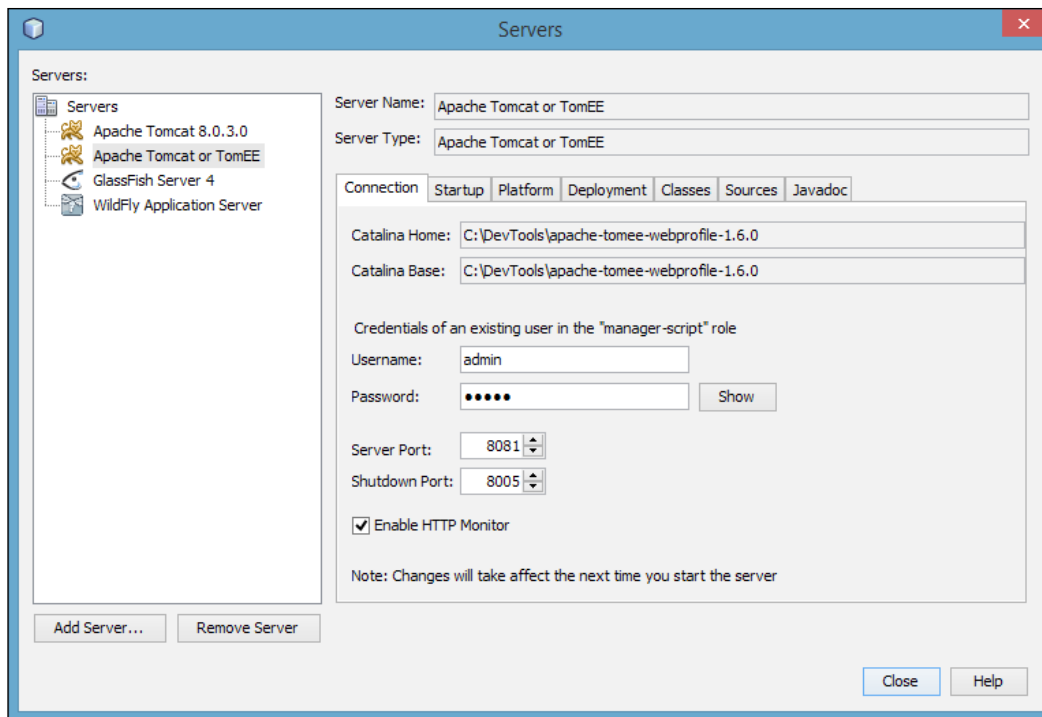 Servers
Servers:
Servers
Apache Tomcat 8.0.3.0
Apache Tomcat or TomEE
GlassFish Server 4
WildFly Application Server
Add Server...
Remove Server
Server Name: Apache Tomcat or TomEE
Server Type: Apache Tomcat or TomEE
Connection Startup Platform Deployment Classes Sources Javadoc
Catalina Home: C:\DevTools\apache-tomee-webprofile-1.6.0
Catalina Base: C:\DevTools\apache-tomee-webprofile-1.6.0
Credentials of an existing user in the "manager-script" role
Username: admin
Password: ●●●●● Show
Server Port: 8081
Shutdown Port: 8005
Enable HTTP Monitor
Note: Changes will take affect the next time you start the server
Close Help